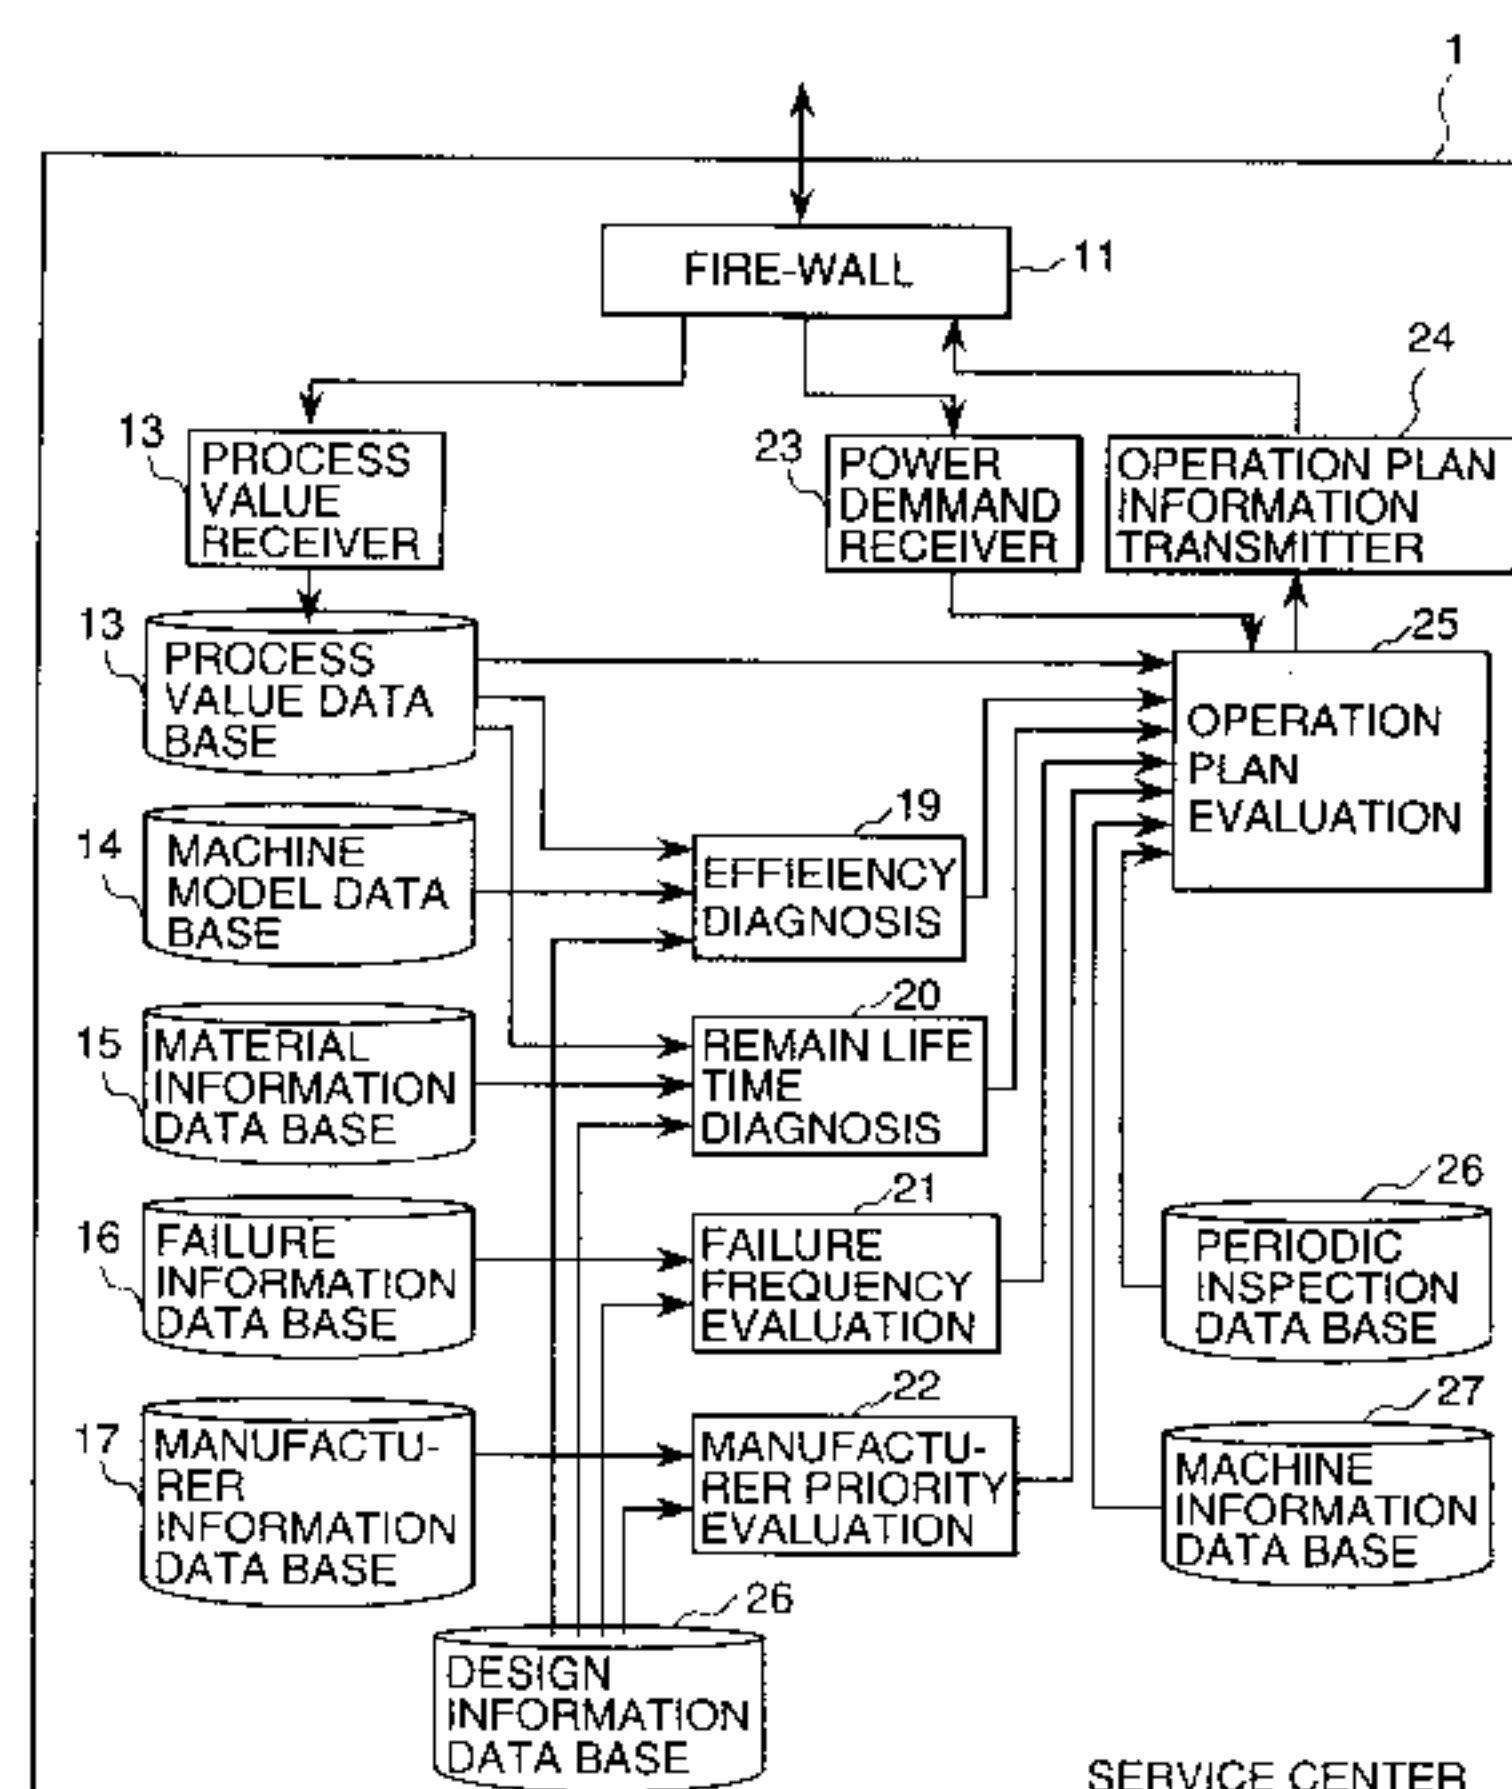 1
FIRE-WALL
11
24
13
PROCESS
VALUE
RECEIVER
23
POWER
DEMMAND
RECEIVER
OPERATION PLAN
INFORMATION
TRANSMITTER
13
PROCESS
VALUE DATA
BASE
25
OPERATION
PLAN
EVALUATION
14
MACHINE
MODEL DATA
BASE
19
EFFIEIENCY
DIAGNOSIS
15
MATERIAL
INFORMATION
DATA BASE
20
REMAIN LIFE
TIME
DIAGNOSIS
16
FAILURE
INFORMATION
DATA BASE
21
FAILURE
FREQUENCY
EVALUATION
26
PERIODIC
INSPECTION
DATA BASE
17
MANUFACTU-
RER
INFORMATION
DATA BASE
22
MANUFACTU-
RER PRIORITY
EVALUATION
27
MACHINE
INFORMATION
DATA BASE
26
DESIGN
INFORMATION
DATA BASE
SERVICE CENTER